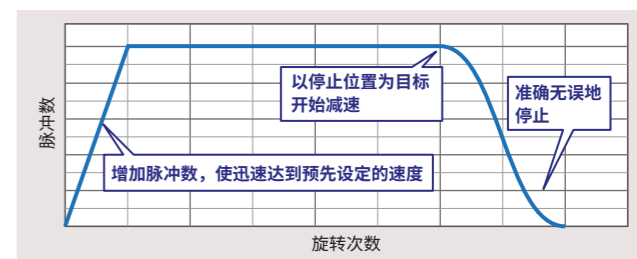 脉冲数
以停止位置为目标
开始减速
准确无误地
停止
增加脉冲数，使迅速达到预先设定的速度
旋转次数